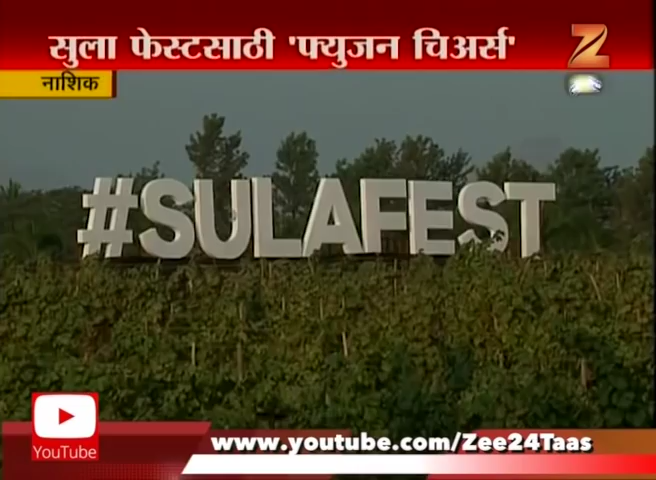 सुला फेस्टसाठी 'फ्युजन चिअर्स'
नाशिक
#SULAFEST
YouTube
www.youtube.com/Zee24Taas